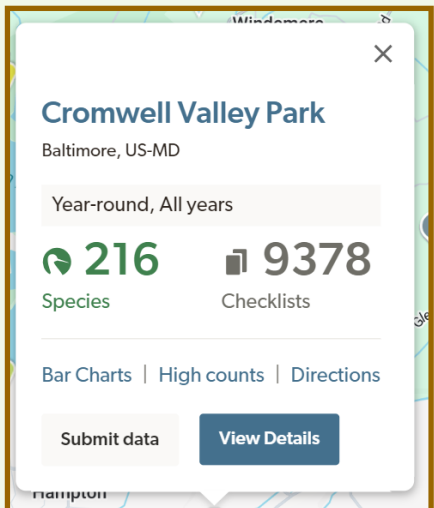 Windemere
Cromwell Valley Park
Baltimore, US-MD
Year-round, All years
216 9378
Species Checklists
Bar Charts | High counts | Directions
Submit data View Details
Hampton